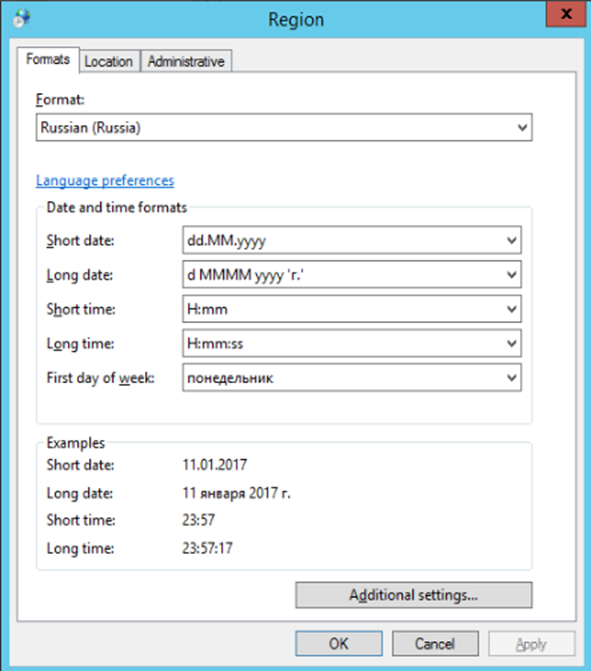 Region
x
Formats Location Administrative
Format:
Russian (Russia)
Language preferences
Date and time formats
Short date: dd.MM.yyyy
Long date: d MMMM yyyy 'г.'
Short time: H:mm
Long time: H:mm:ss
First day of week: понедельник
Examples
Short date: 11.01.2017
Long date: 11 января 2017 г.
Short time: 23:57
Long time: 23:57:17
Additional settings...
OK Cancel Apply